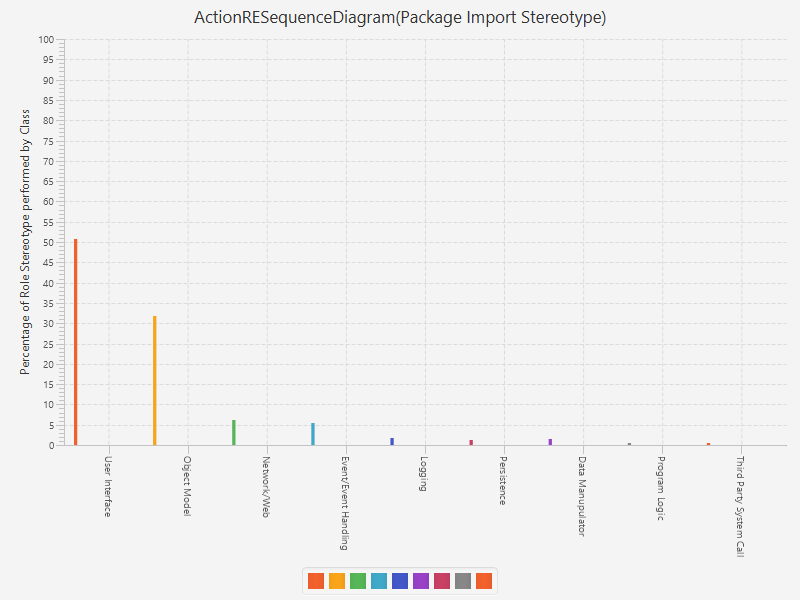 ActionRESequenceDiagram(Package Import Stereotype)
Percentage of Role Stereotype performed by Class
100
95
90
85
80
75
70
65
60
55
50
45
40
35
30
25
20
15
10
5
0
User Interface
Object Model
Network/Web
Event/Event Handling
Logging
Persistence
Data Manupulator
Program Logic
Third Party System Call